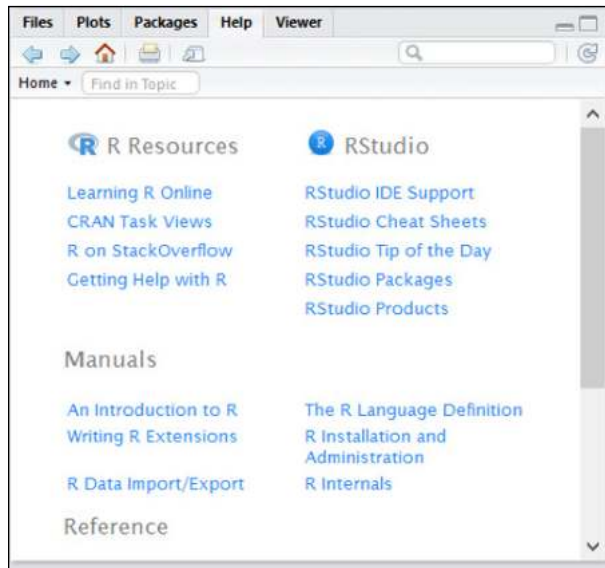 Files Plots Packages Help Viewer
Home Find in Topic
R R Resources
R RStudio
Learning R Online
CRAN Task Views
R on StackOverflow
Getting Help with R
RStudio IDE Support
RStudio Cheat Sheets
RStudio Tip of the Day
RStudio Packages
RStudio Products
Manuals
An Introduction to R
The R Language Definition
Writing R Extensions
R Installation and
Administration
R Data Import/Export
R Internals
Reference